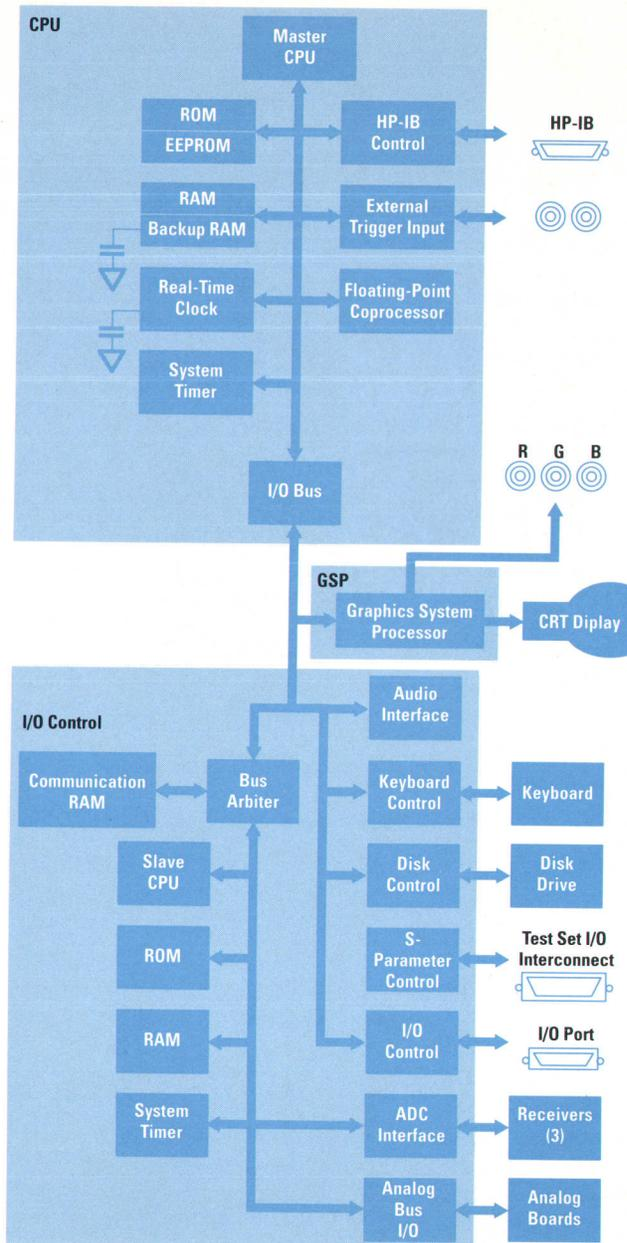 CPU
Master
CPU
ROM
EEPROM
HP-IB
Control
HP-IB
RAM
Backup RAM
External
Trigger Input
Real-Time
Clock
Floating-Point
Coprocessor
System
Timer
I/O Bus
R G B
GSP
Graphics System
Processor
CRT Diplay
I/O Control
Audio
Interface
Communication
RAM
Bus
Arbiter
Keyboard
Control
Keyboard
Slave
CPU
Disk
Control
Disk
Drive
ROM
S-
Parameter
Control
Test Set I/O
Interconnect
RAM
I/O
Control
I/O Port
System
Timer
ADC
Interface
Receivers
(3)
Analog
Bus
I/O
Analog
Boards